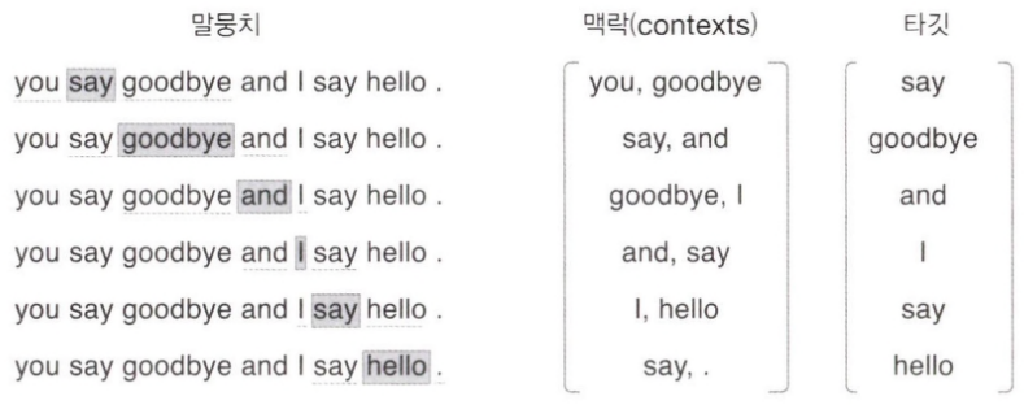 말뭉치 맥락(contexts) 타깃
you say goodbye and I say hello . you, goodbye say
you say goodbye and I say hello . say, and goodbye
you say goodbye and I say hello . goodbye, I and
you say goodbye and I say hello . and, say I
you say goodbye and I say hello . I, hello say
you say goodbye and I say hello . say, . hello